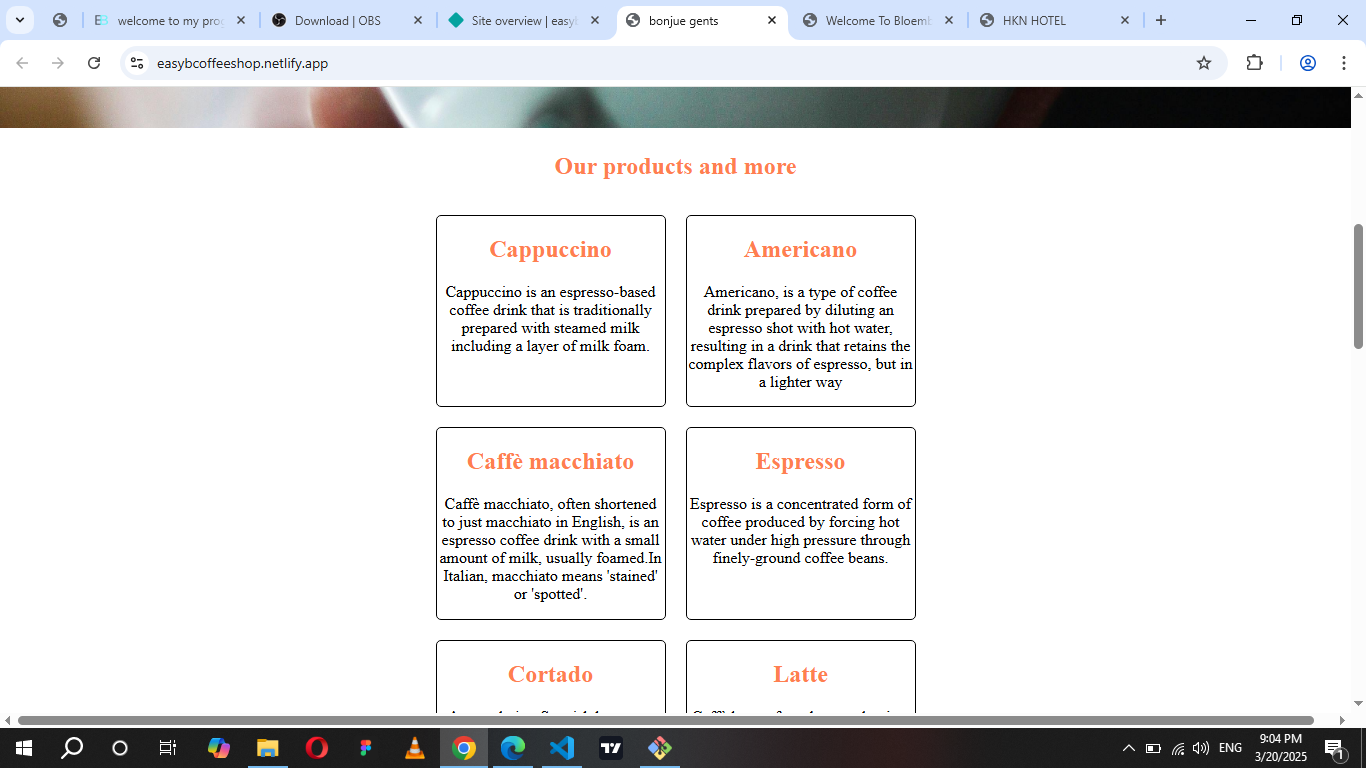 welcome to my pro
Download | OBS
Site overview | easyb
bonjue gents
Welcome To Bloem
HKN HOTEL
easybcoffeeshop.netlify.app
Our products and more
Cappuccino
Cappuccino is an espresso-based
coffee drink that is traditionally
prepared with steamed milk
including a layer of milk foam.
Americano
Americano, is a type of coffee
drink prepared by diluting an
espresso shot with hot water,
resulting in a drink that retains the
complex flavors of espresso, but in
a lighter way
Caffè macchiato
Caffè macchiato, often shortened
to just macchiato in English, is an
espresso coffee drink with a small
amount of milk, usually foamed.In
Italian, macchiato means 'stained'
or 'spotted'.
Espresso
Espresso is a concentrated form of
coffee produced by forcing hot
water under high pressure through
finely-ground coffee beans.
Cortado
Latte
ENG
9:04 PM
3/20/2025
1